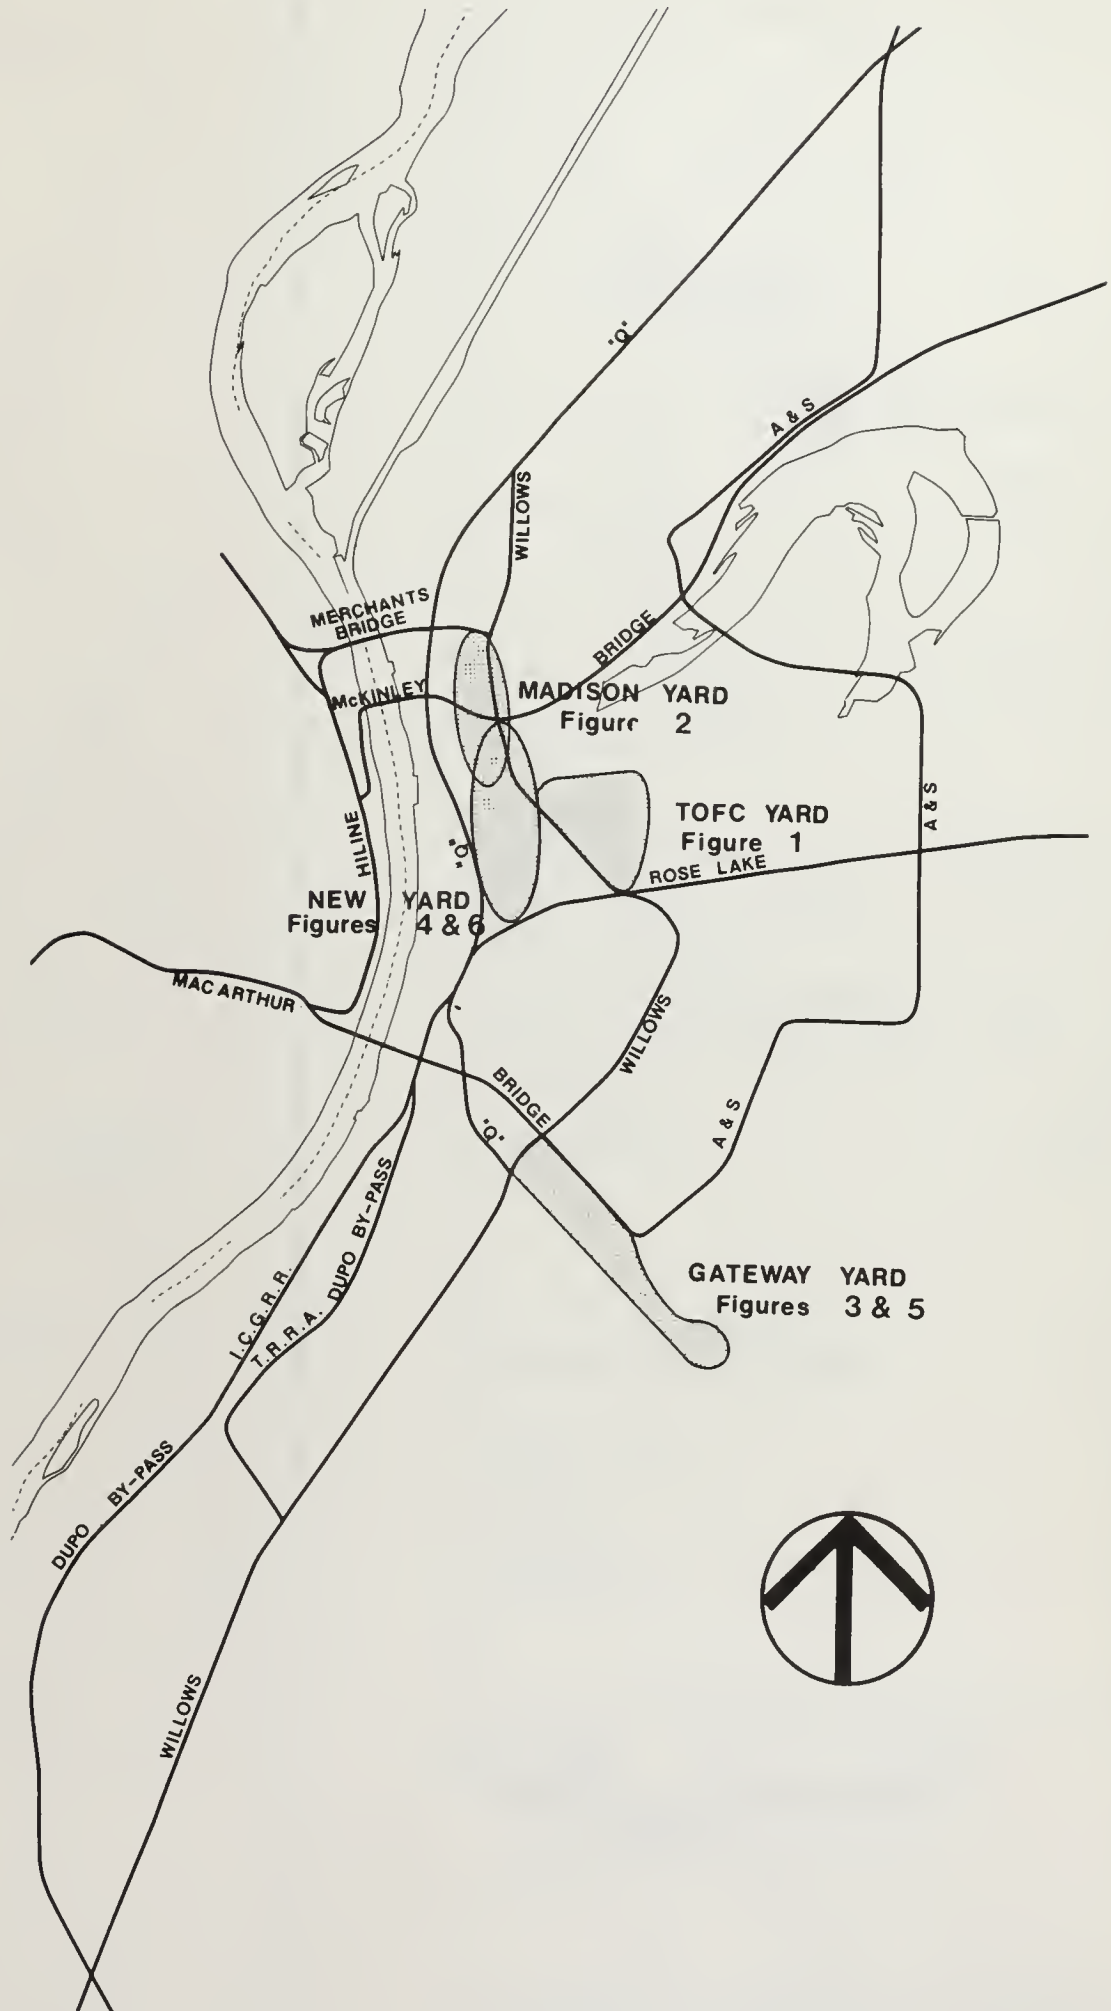 "Q"
A & S
WILLOWS
MERCHANTS
BRIDGE
BRIDGE
McKINLEY
MADISON YARD
Figure 2
TOFC YARD
Figure 1
A & S
HILINE
"Q"
ROSE LAKE
NEW YARD
Figures 4 & 6
MAC ARTHUR
WILLOWS
BRIDGE
"Q"
A & S
DUPO BY-PASS
I.C.G.R.R.
T.R.R.A.
GATEWAY YARD
Figures 3 & 5
DUPO BY-PASS
WILLOWS